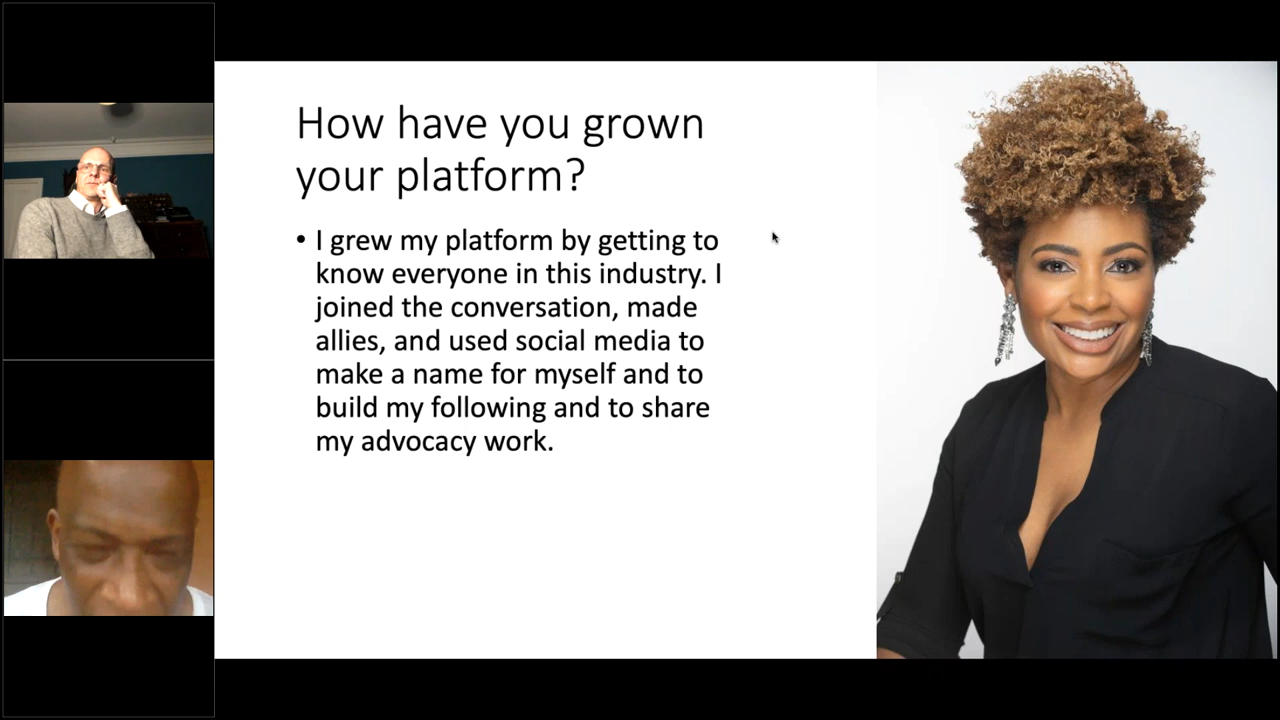 How have you grown
your platform?
• I grew my platform by getting to
know everyone in this industry. I
joined the conversation, made
allies, and used social media to
make a name for myself and to
build my following and to share
my advocacy work.